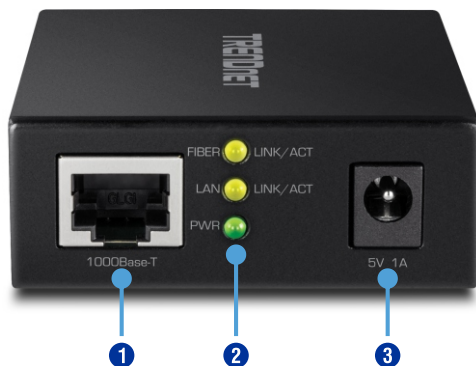 TRENDNET
FIBER LINK/ACT
LAN LINK/ACT
PWR
1000Base-T
5V 1A
1 2 3